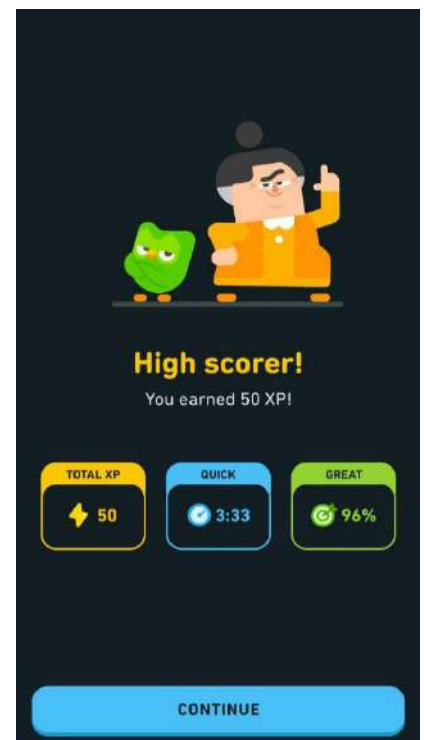 High scorer!
You earned 50 XP!
TOTAL XP
50
QUICK
3:33
GREAT
96%
CONTINUE